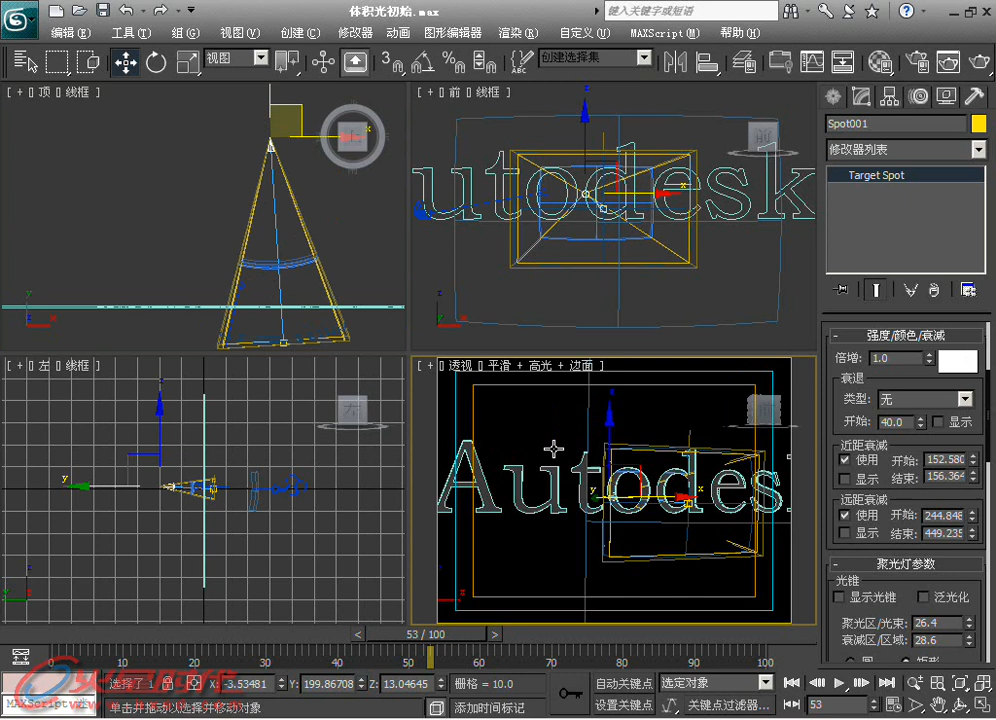 体积光初始.max
键入关键字或短语
编辑(E) 工具(T) 组(G) 视图(V) 创建(C) 修改器 动画 图形编辑器 渲染(R) 自定义(U) MAXScript(M) 帮助(H)
视图
3
ABC
创建选择集
[ + [] 顶 [] 线框 ]
[ + [] 前 [] 线框 ]
Spot001
修改器列表
Target Spot
utodesk
[ + [] 左 [] 线框 ]
[ + [] 透视 [] 平滑 + 高光 + 边面 ]
Autodes
强度/颜色/衰减
倍增: 1.0
衰退
类型: 无
开始: 40.0 显示
近距衰减
使用 开始: 152.580
显示 结束: 156.364
远距衰减
使用 开始: 244.848
显示 结束: 449.235
聚光灯参数
光锥
显示光锥 泛光化
聚光区/光束: 26.4
衰减区/区域: 28.6
圆 矩形
< 53 / 100 >
0 10 20 30 40 50 60 70 80 90 100
选择了 1 X: -3.53481 Y: 199.86708 Z: 13.04645 栅格 = 10.0 自动关键点 选定对象
MAXScript 单击并拖动以选择并移动对象 添加时间标记 设置关键点 关键点过滤器... 53